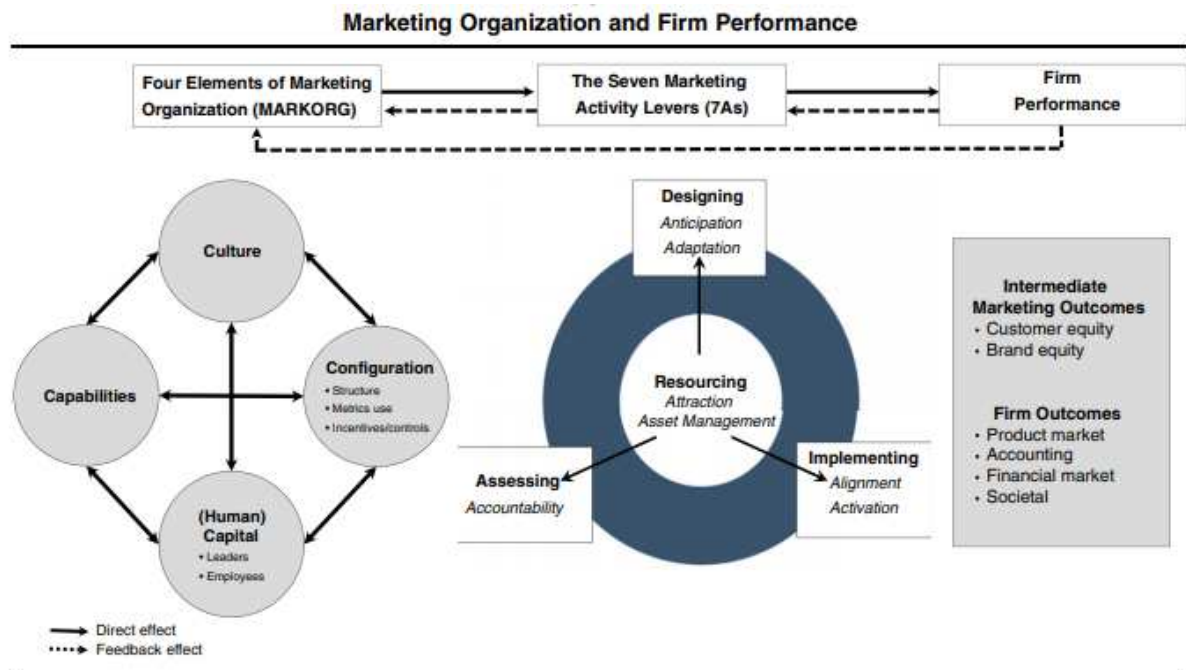 Marketing Organization and Firm Performance
Four Elements of Marketing
Organization (MARKORG)
The Seven Marketing
Activity Levers (7As)
Firm
Performance
Culture
Capabilities
Configuration
• Structure
• Metrics use
• Incentives/controls
(Human)
Capital
• Leaders
• Employees
Designing
Anticipation
Adaptation
Resourcing
Attraction
Asset Management
Assessing
Accountability
Implementing
Alignment
Activation
Intermediate
Marketing Outcomes
• Customer equity
• Brand equity
Firm Outcomes
• Product market
• Accounting
• Financial market
• Societal
Direct effect
Feedback effect